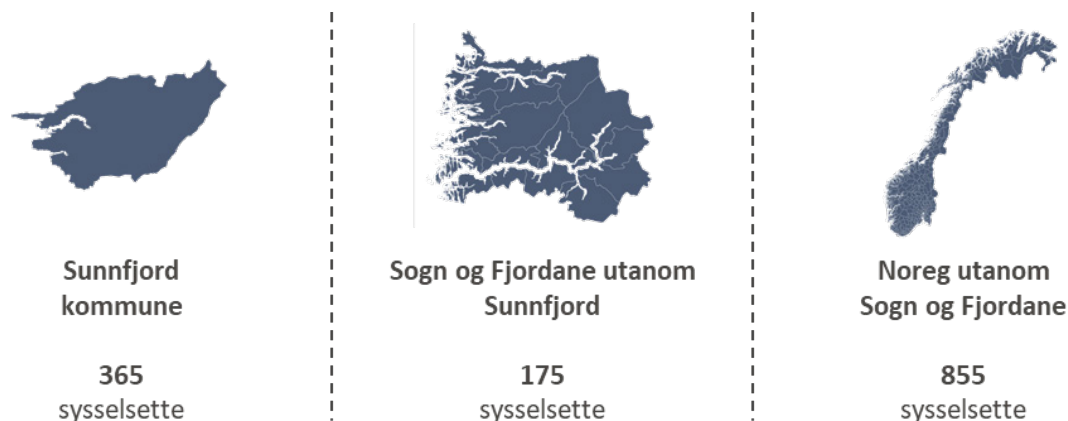 Sunnfjord
kommune
365
sysselsette
Sogn og Fjordane utanom
Sunnfjord
175
sysselsette
Noreg utanom
Sogn og Fjordane
855
sysselsette